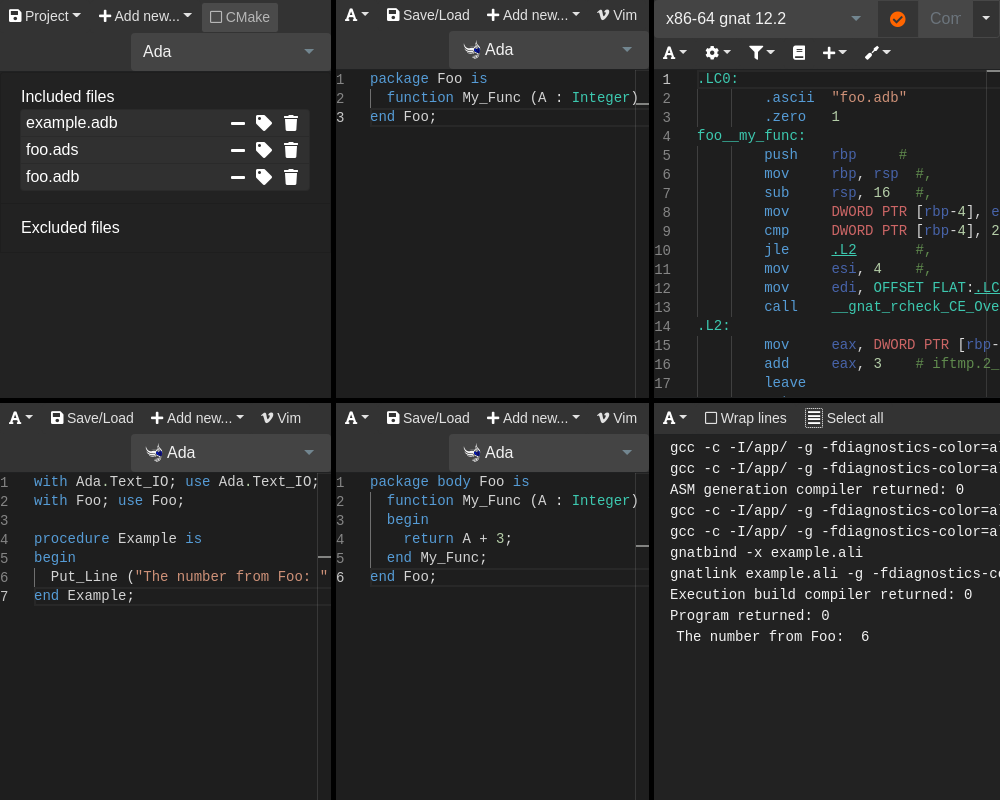 Project Add new... CMake
Ada
Included files
example.adb
foo.ads
foo.adb
Excluded files
A Save/Load Add new... Vim
Ada
1 package Foo is
2 function My_Func (A : Integer)
3 end Foo;
x86-64 gnat 12.2
A
1 .LC0:
2 .ascii "foo.adb"
3 .zero 1
4 foo__my_func:
5 push rbp #
6 mov rbp, rsp #,
7 sub rsp, 16 #,
8 mov DWORD PTR [rbp-4], e
9 cmp DWORD PTR [rbp-4], 2
10 jle .L2 #,
11 mov esi, 4 #,
12 mov edi, OFFSET FLAT:.LC
13 call __gnat_rcheck_CE_Ove
14 .L2:
15 mov eax, DWORD PTR [rbp-
16 add eax, 3 # iftmp.2_
17 leave
A Save/Load Add new... Vim
Ada
1 with Ada.Text_IO; use Ada.Text_IO;
2 with Foo; use Foo;
3
4 procedure Example is
5 begin
6 Put_Line ("The number from Foo: "
7 end Example;
A Save/Load Add new... Vim
Ada
1 package body Foo is
2 function My_Func (A : Integer)
3 begin
4 return A + 3;
5 end My_Func;
6 end Foo;
A Wrap lines Select all
gcc -c -I/app/ -g -fdiagnostics-color=a
gcc -c -I/app/ -g -fdiagnostics-color=a
ASM generation compiler returned: 0
gcc -c -I/app/ -g -fdiagnostics-color=a
gcc -c -I/app/ -g -fdiagnostics-color=a
gnatbind -x example.ali
gnatlink example.ali -g -fdiagnostics-c
Execution build compiler returned: 0
Program returned: 0
The number from Foo: 6